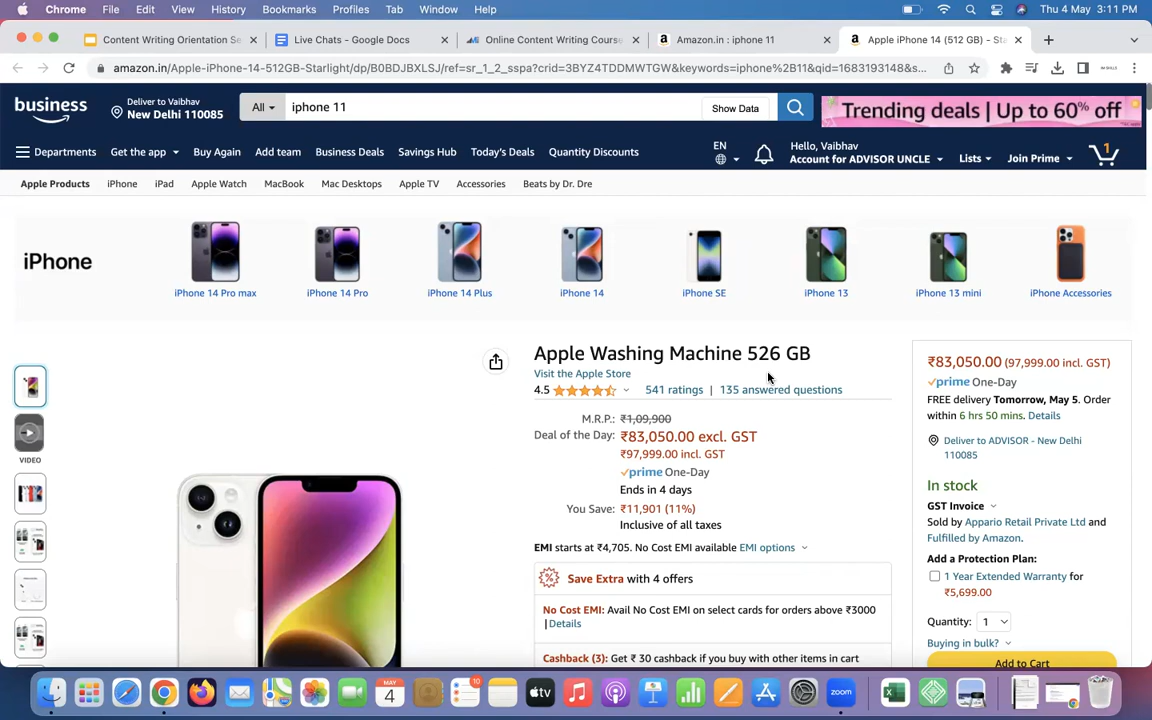 Chrome File Edit View History Bookmarks Profiles Tab Window Help Thu 4 May 3:11 PM
Content Writing Orientation Se Live Chats - Google Docs Online Content Writing Course Amazon.in : iphone 11 Apple iPhone 14 (512 GB) - Sta
amazon.in/Apple-iPhone-14-512GB-Starlight/dp/B0BDJBXLSJ/ref=sr_1_2_sspa?crid=3BYZ4TDDMWTGW&keywords=iphone%2B11&qid=1683193148&s...
business
Deliver to Vaibhav
New Delhi 110085
All iphone 11 Show Data
Trending deals | Up to 60% off
Departments Get the app Buy Again Add team Business Deals Savings Hub Today's Deals Quantity Discounts
EN
Hello, Vaibhav
Account for ADVISOR UNCLE
Lists Join Prime 1
Apple Products iPhone iPad Apple Watch MacBook Mac Desktops Apple TV Accessories Beats by Dr. Dre
iPhone
iPhone 14 Pro max iPhone 14 Pro iPhone 14 Plus iPhone 14 iPhone SE iPhone 13 iPhone 13 mini iPhone Accessories
VIDEO
Apple Washing Machine 526 GB
Visit the Apple Store
4.5 541 ratings | 135 answered questions
M.R.P.: ₹1,09,900
Deal of the Day: ₹83,050.00 excl. GST
₹97,999.00 incl. GST
prime One-Day
Ends in 4 days
You Save: ₹11,901 (11%)
Inclusive of all taxes
EMI starts at ₹4,705. No Cost EMI available EMI options
Save Extra with 4 offers
No Cost EMI: Avail No Cost EMI on select cards for orders above ₹3000
|Details
Cashback (3): Get ₹ 30 cashback if you buy with other items in cart
₹83,050.00 (97,999.00 incl. GST)
prime One-Day
FREE delivery Tomorrow, May 5. Order
within 6 hrs 50 mins. Details
Deliver to ADVISOR - New Delhi
110085
In stock
GST Invoice
Sold by Appario Retail Private Ltd and
Fulfilled by Amazon.
Add a Protection Plan:
1 Year Extended Warranty for
₹5,699.00
Quantity: 1
Buying in bulk?
Add to Cart
MAY
4
10
tv
zoom